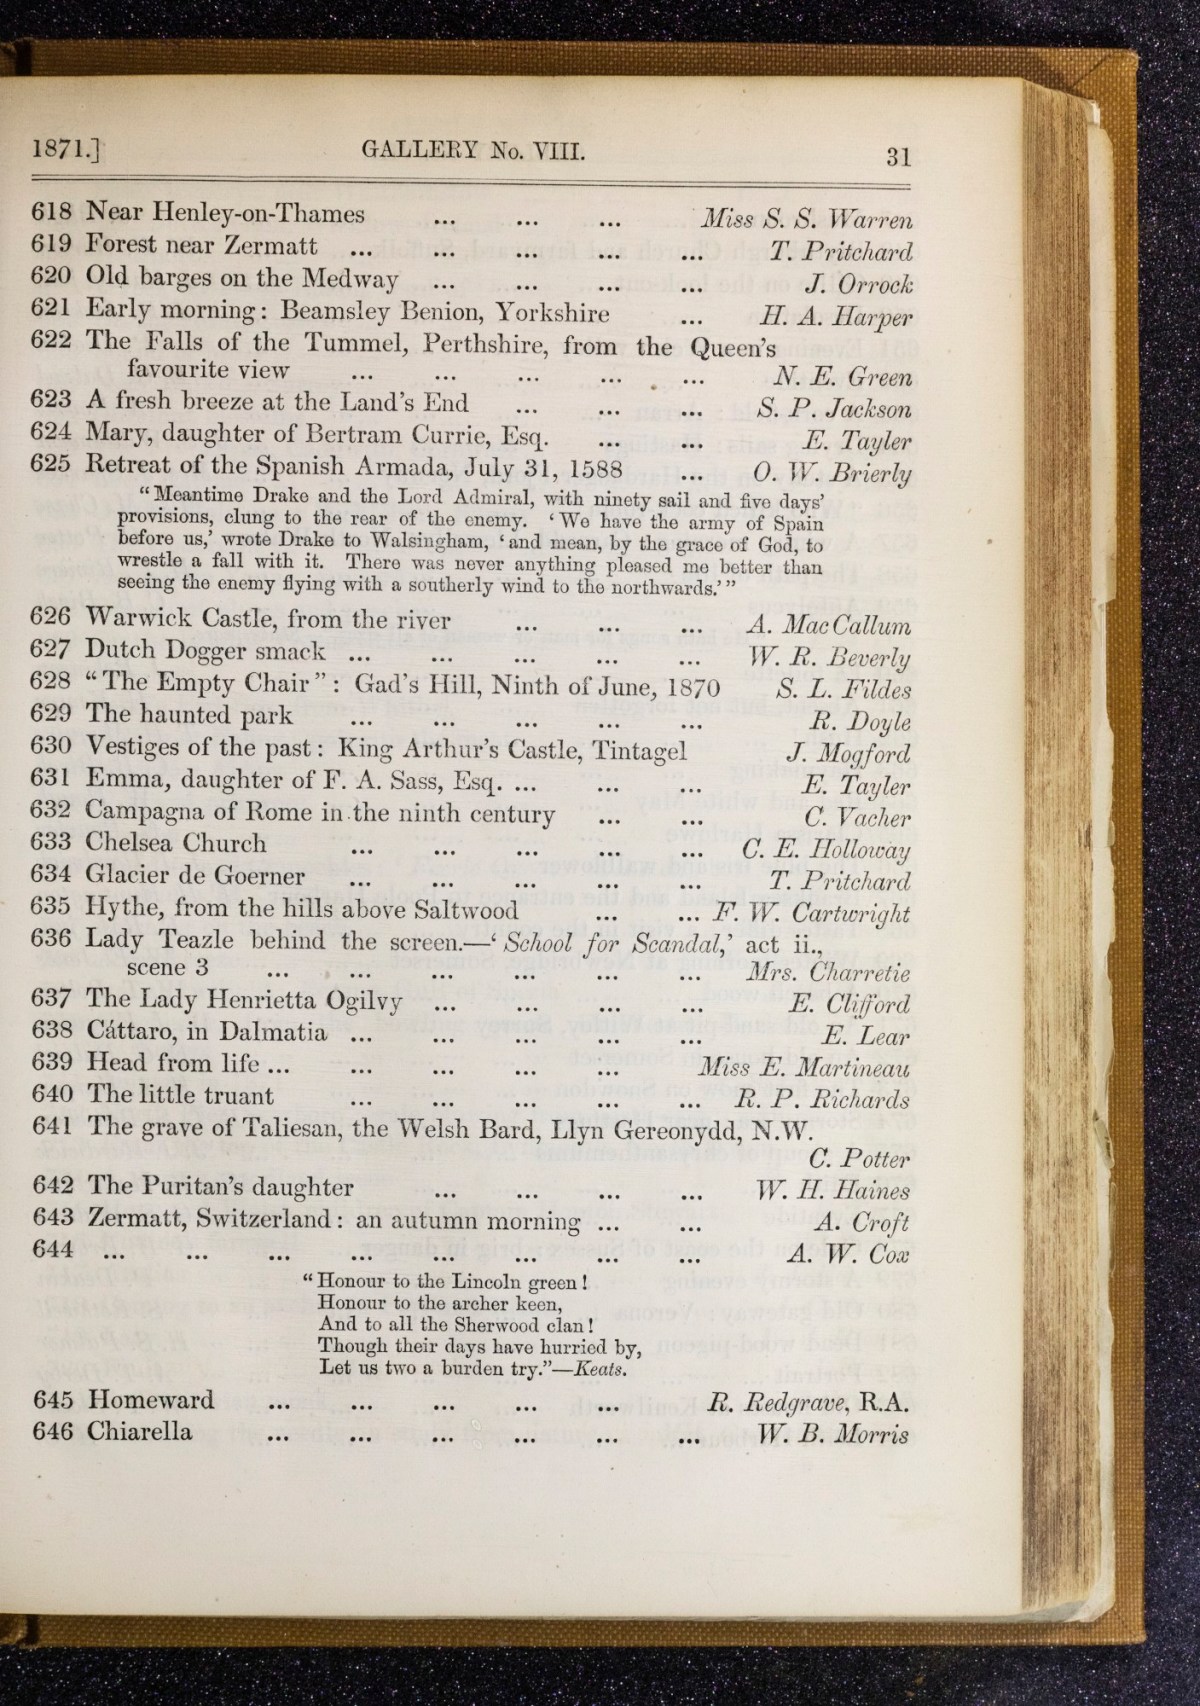 1871.] GALLERY No. VIII. 31
618 Near Henley-on-Thames ... ... ... Miss S. S. Warren
619 Forest near Zermatt ... ... ... ... ... T. Pritchard
620 Old barges on the Medway ... ... ... ... J. Orrock
621 Early morning: Beamsley Benion, Yorkshire ... H. A. Harper
622 The Falls of the Tummel, Perthshire, from the Queen's
favourite view ... ... ... ... ... N. E. Green
623 A fresh breeze at the Land's End ... ... ... S. P. Jackson
624 Mary, daughter of Bertram Currie, Esq. ... ... E. Tayler
625 Retreat of the Spanish Armada, July 31, 1588 ... O. W. Brierly
"Meantime Drake and the Lord Admiral, with ninety sail and five days'
provisions, clung to the rear of the enemy. 'We have the army of Spain
before us,' wrote Drake to Walsingham, 'and mean, by the grace of God, to
wrestle a fall with it. There was never anything pleased me better than
seeing the enemy flying with a southerly wind to the northwards.'"
626 Warwick Castle, from the river ... ... ... A. MacCallum
627 Dutch Dogger smack ... ... ... ... ... W. R. Beverly
628 "The Empty Chair": Gad's Hill, Ninth of June, 1870 S. L. Fildes
629 The haunted park ... ... ... ... ... R. Doyle
630 Vestiges of the past: King Arthur's Castle, Tintagel J. Mogford
631 Emma, daughter of F. A. Sass, Esq. ... ... ... E. Tayler
632 Campagna of Rome in the ninth century ... ... C. Vacher
633 Chelsea Church ... ... ... ... ... C. E. Holloway
634 Glacier de Goerner ... ... ... ... ... T. Pritchard
635 Hythe, from the hills above Saltwood ... ... F. W. Cartwright
636 Lady Teazle behind the screen.—'School for Scandal,' act ii.,
scene 3 ... ... ... ... ... ... Mrs. Charretie
637 The Lady Henrietta Ogilvy ... ... ... ... E. Clifford
638 Cáttaro, in Dalmatia ... ... ... ... ... E. Lear
639 Head from life ... ... ... ... ... Miss E. Martineau
640 The little truant ... ... ... ... ... R. P. Richards
641 The grave of Taliesan, the Welsh Bard, Llyn Gereonydd, N.W.
C. Potter
642 The Puritan's daughter ... ... ... ... W. H. Haines
643 Zermatt, Switzerland: an autumn morning ... ... A. Croft
644 ... ... ... ... ... ... ... ... A. W. Cox
"Honour to the Lincoln green!
Honour to the archer keen,
And to all the Sherwood clan!
Though their days have hurried by,
Let us two a burden try."—Keats.
645 Homeward ... ... ... ... ... R. Redgrave, R.A.
646 Chiarella ... ... ... ... ... ... W. B. Morris